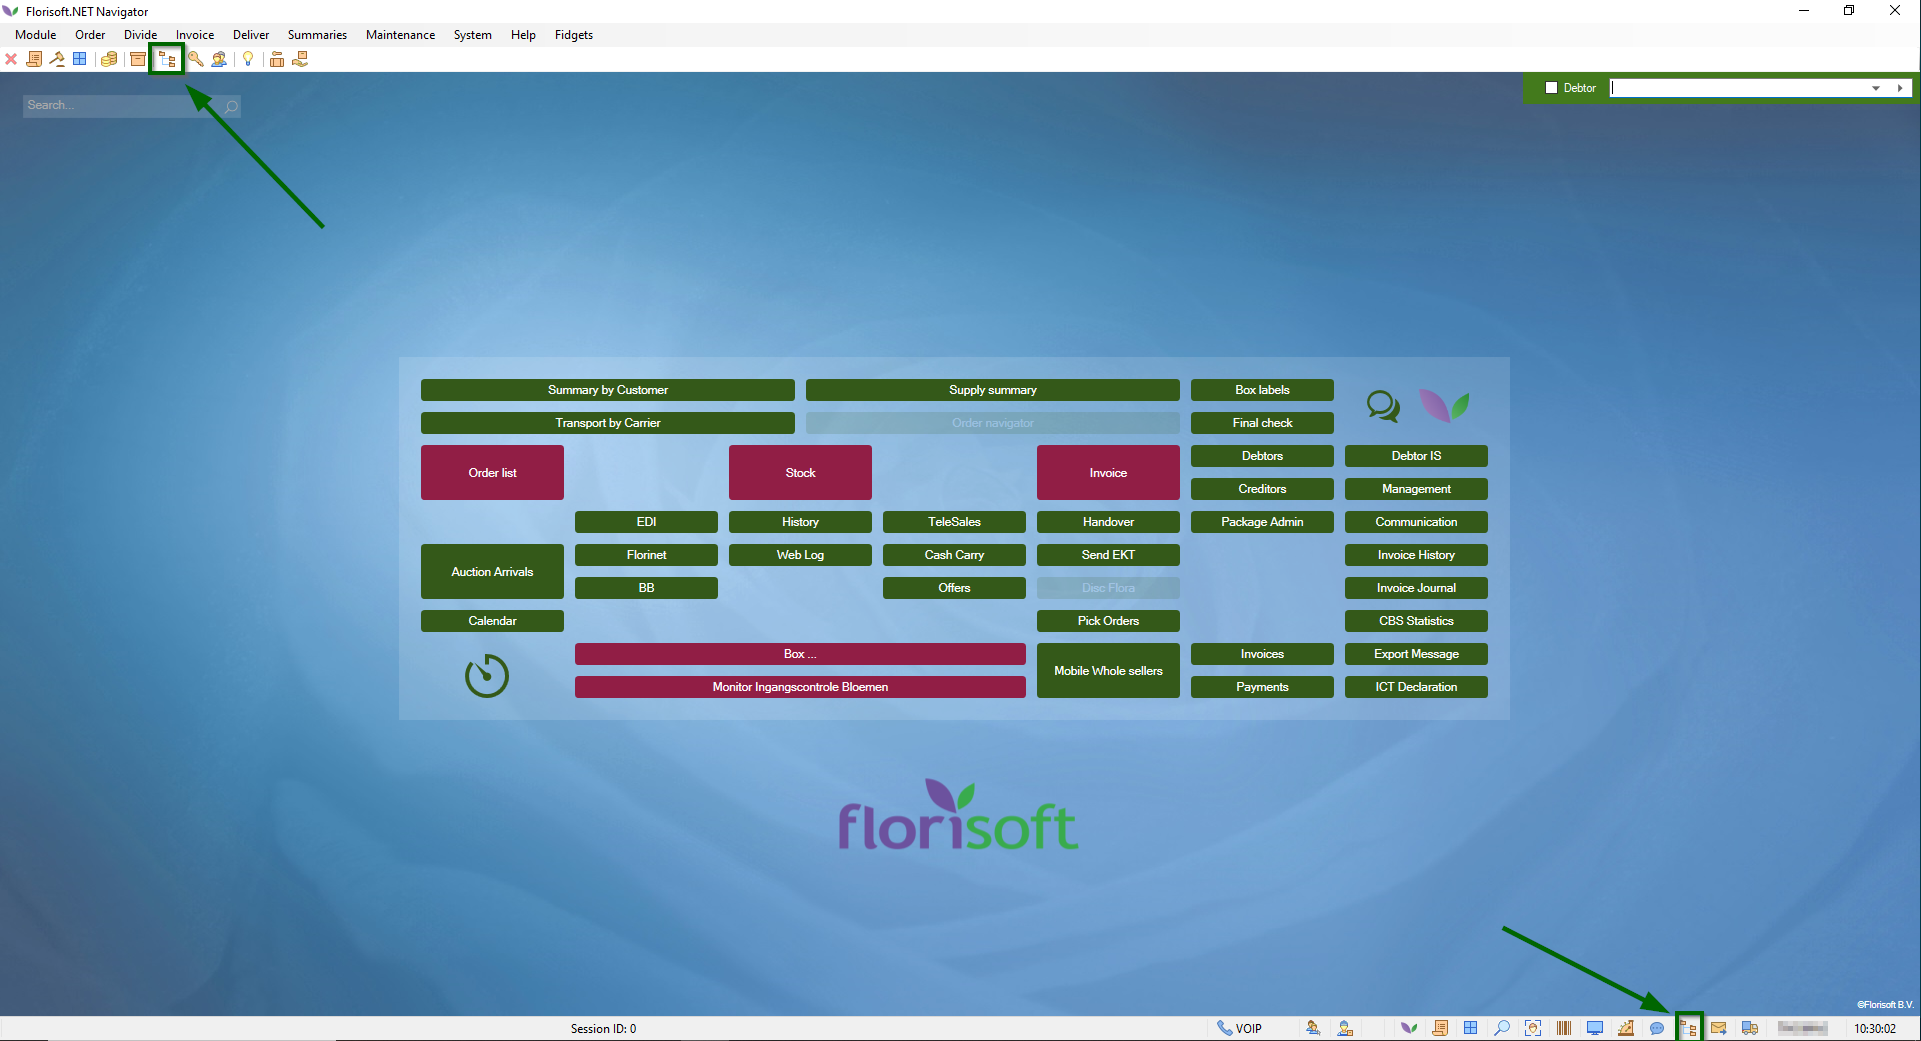 Florisoft.NET Navigator
Module Order Divide Invoice Deliver Summaries Maintenance System Help Fidgets
Search...
Debtor
Summary by Customer Supply summary Box labels
Transport by Carrier Order navigator Final check
Order list Stock Invoice Debtors Debtor IS
Creditors Management
EDI History TeleSales Handover Package Admin Communication
Auction Arrivals Florinet Web Log Cash Carry Send EKT Invoice History
BB Offers Disc Flora Invoice Journal
Calendar Pick Orders CBS Statistics
Box ... Mobile Whole sellers Invoices Export Message
Monitor Ingangscontrole Bloemen Payments ICT Declaration
florisoft
©Florisoft B.V.
Session ID: 0 VOIP 10:30:02